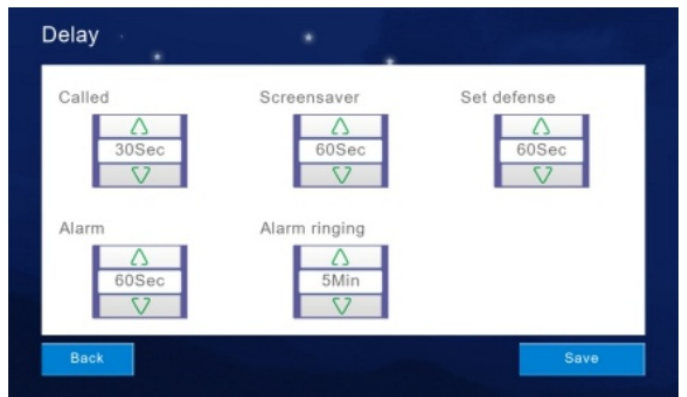 Delay
Called Screensaver Set defense
30Sec 60Sec 60Sec
Alarm Alarm ringing
60Sec 5Min
Back Save